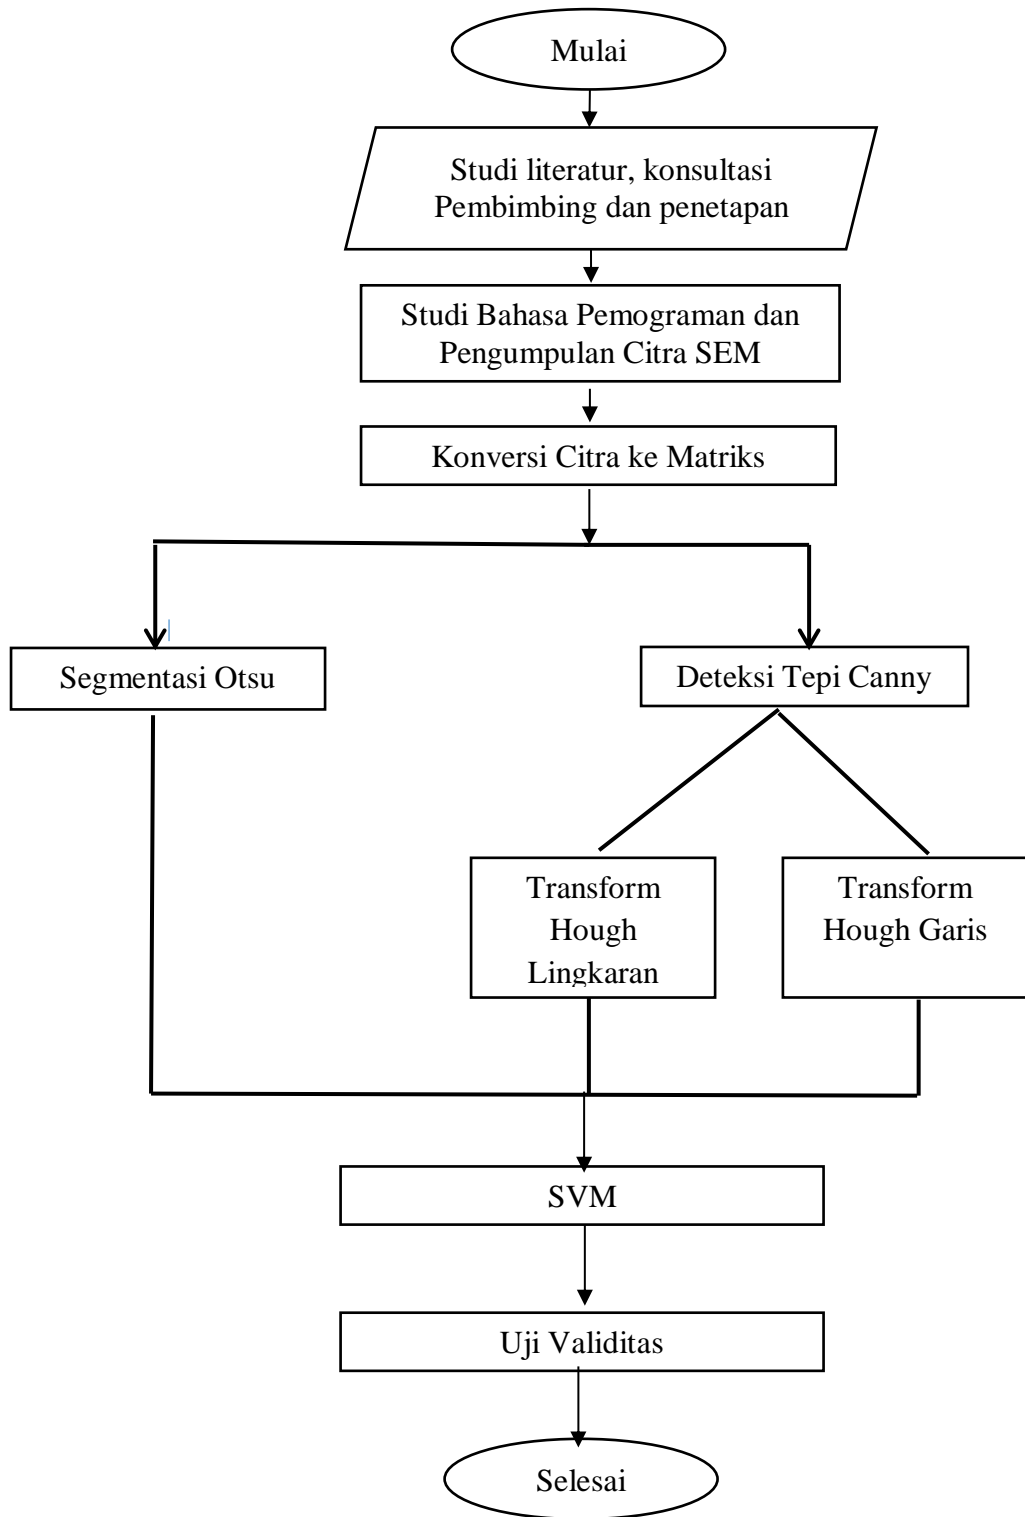 Mulai
Studi literatur, konsultasi
Pembimbing dan penetapan
Studi Bahasa Pemograman dan
Pengumpulan Citra SEM
Konversi Citra ke Matriks
Segmentasi Otsu
Deteksi Tepi Canny
Transform
Hough
Lingkaran
Transform
Hough Garis
SVM
Uji Validitas
Selesai